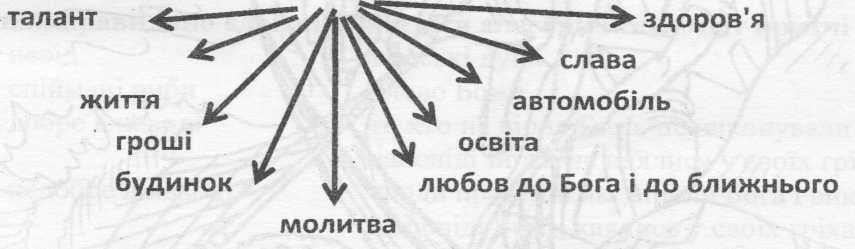 талант
здоров'я
слава
життя
автомобіль
гроші
освіта
будинок
любов до Бога і до ближнього
молитва